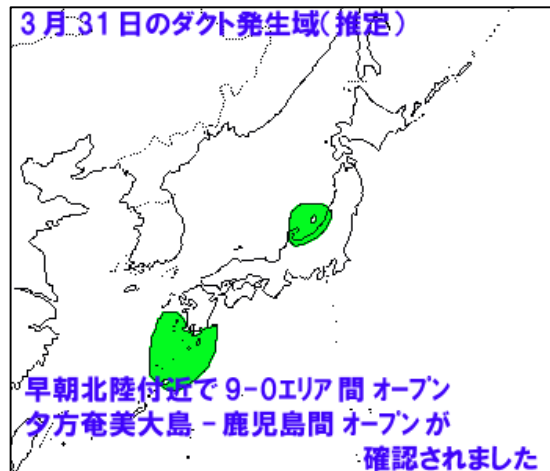 3月31日のダクト発生域(推定)
早朝北陸付近で9-0エリア間 オープン
夕方奄美大島-鹿児島間 オープンが
確認されました